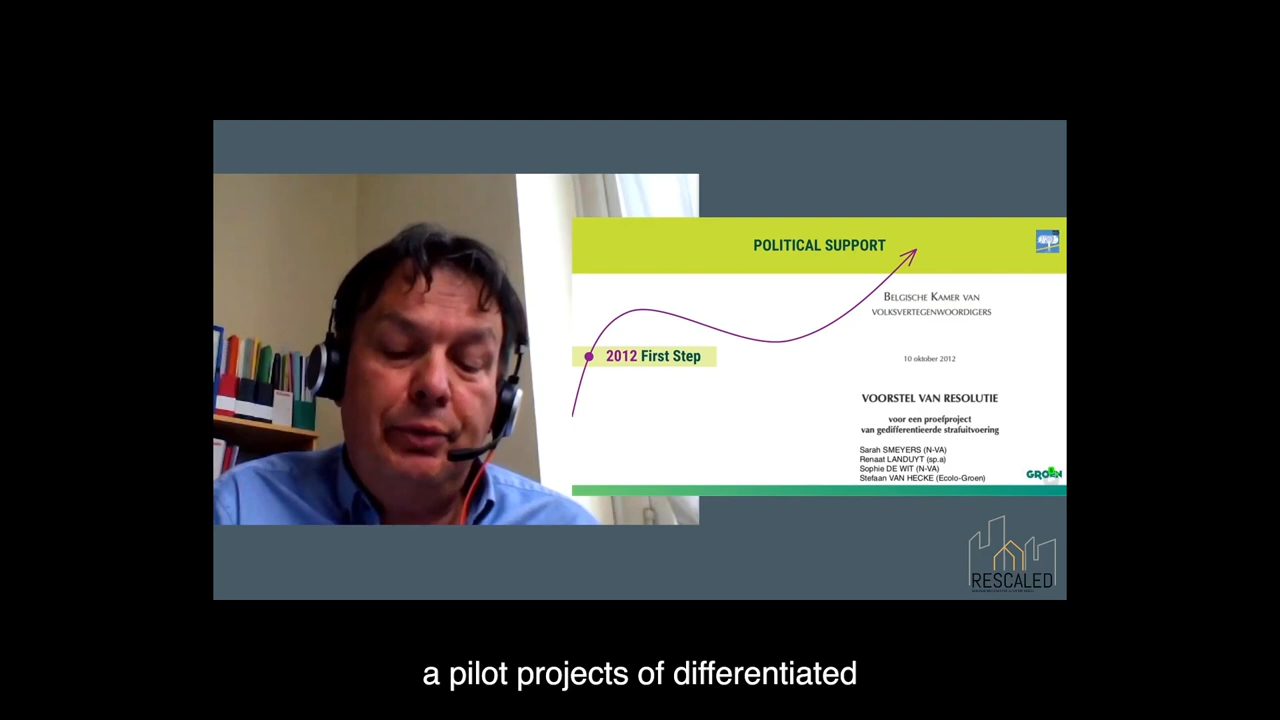 POLITICAL SUPPORT
BELGISCHE KAMER VAN
VOLKSVERTEGENWOORDIGERS
2012 First Step
10 oktober 2012
VOORSTEL VAN RESOLUTIE
voor een proefproject
van gedifferentieerde strafuitvoering
Sarah SMEYERS (N-VA)
Renaat LANDUYT (sp.a)
Sophie DE WIT (N-VA)
Stefaan VAN HECKE (Ecolo-Groen)
GROEN
RESCALED
a pilot projects of differentiated